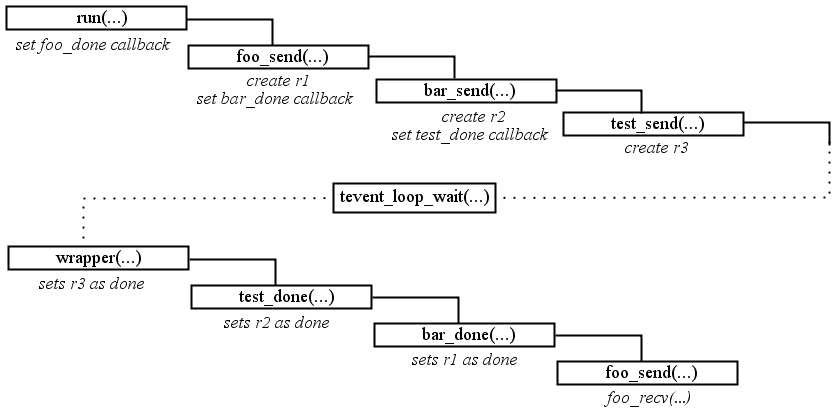 run(...)
set foo_done callback
foo_send(...)
create r1
set bar_done callback
bar_send(...)
create r2
set test_done callback
test_send(...)
create r3
tevent_loop_wait(...)
wrapper(...)
sets r3 as done
test_done(...)
sets r2 as done
bar_done(...)
sets r1 as done
foo_send(...)
foo_recv(...)